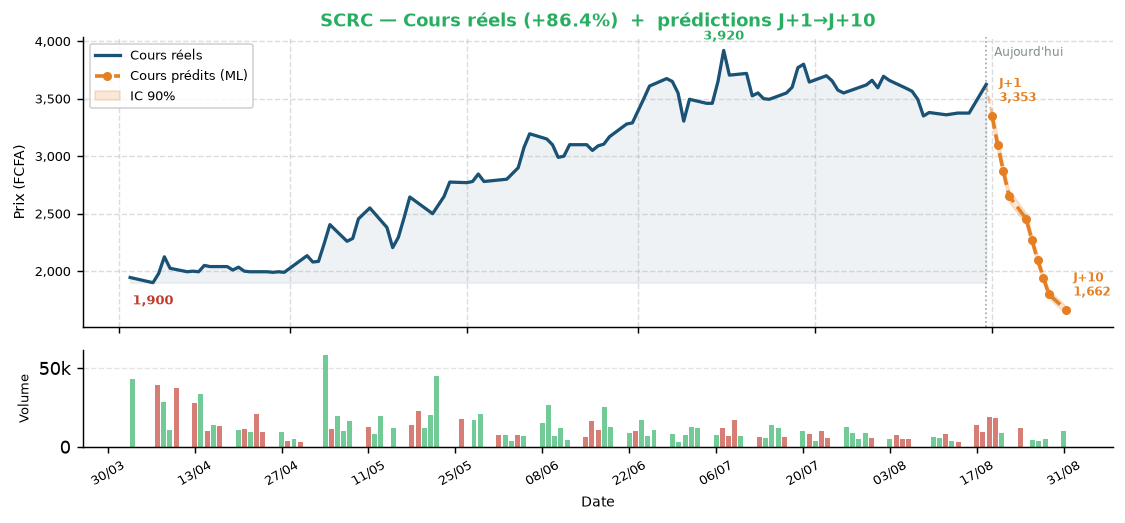 SCRC — Cours réels (+86.4%)  +  prédictions J+1→J+10
3,920
4,000
Cours réels
Cours prédits (ML)
IC 90%
Aujourd'hui
J+1
3,353
3,500
3,000
Prix (FCFA)
2,500
2,000
1,900
J+10
1,662
50k
Volume
0
30/03
13/04
27/04
11/05
25/05
08/06
22/06
06/07
20/07
03/08
17/08
31/08
Date